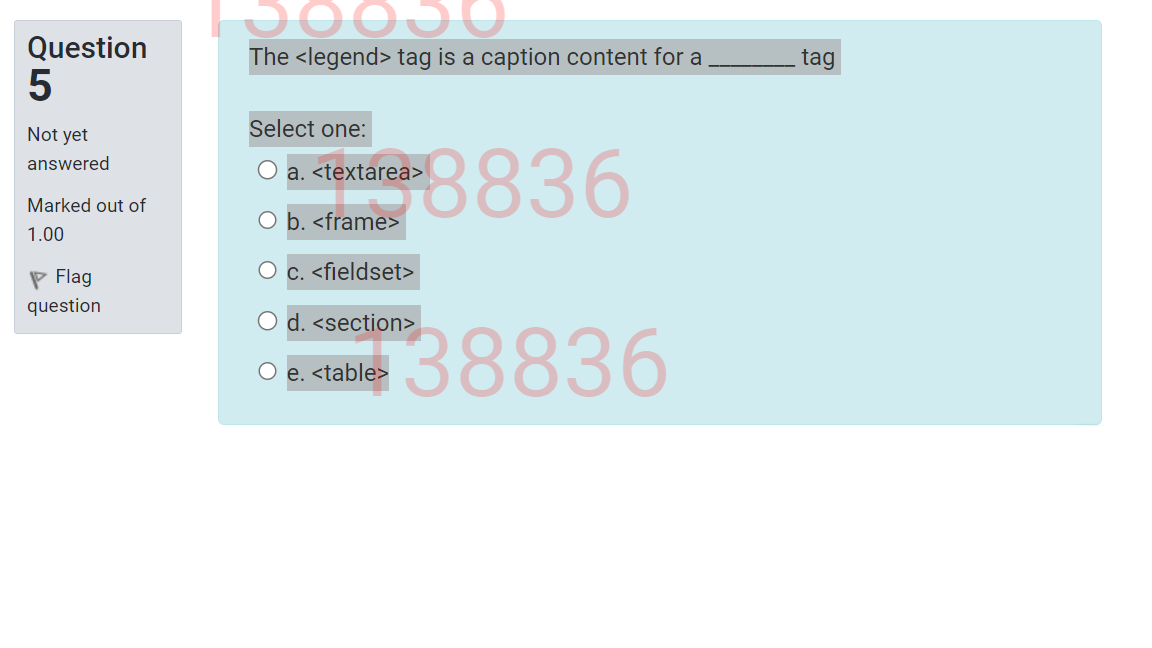 138836
Question
5
Not yet
answered
Marked out of
1.00
Flag
question
The <legend> tag is a caption content for a ________ tag
Select one:
a. <textarea>
138836
b. <frame>
c. <fieldset>
d. <section>
138836
e. <table>